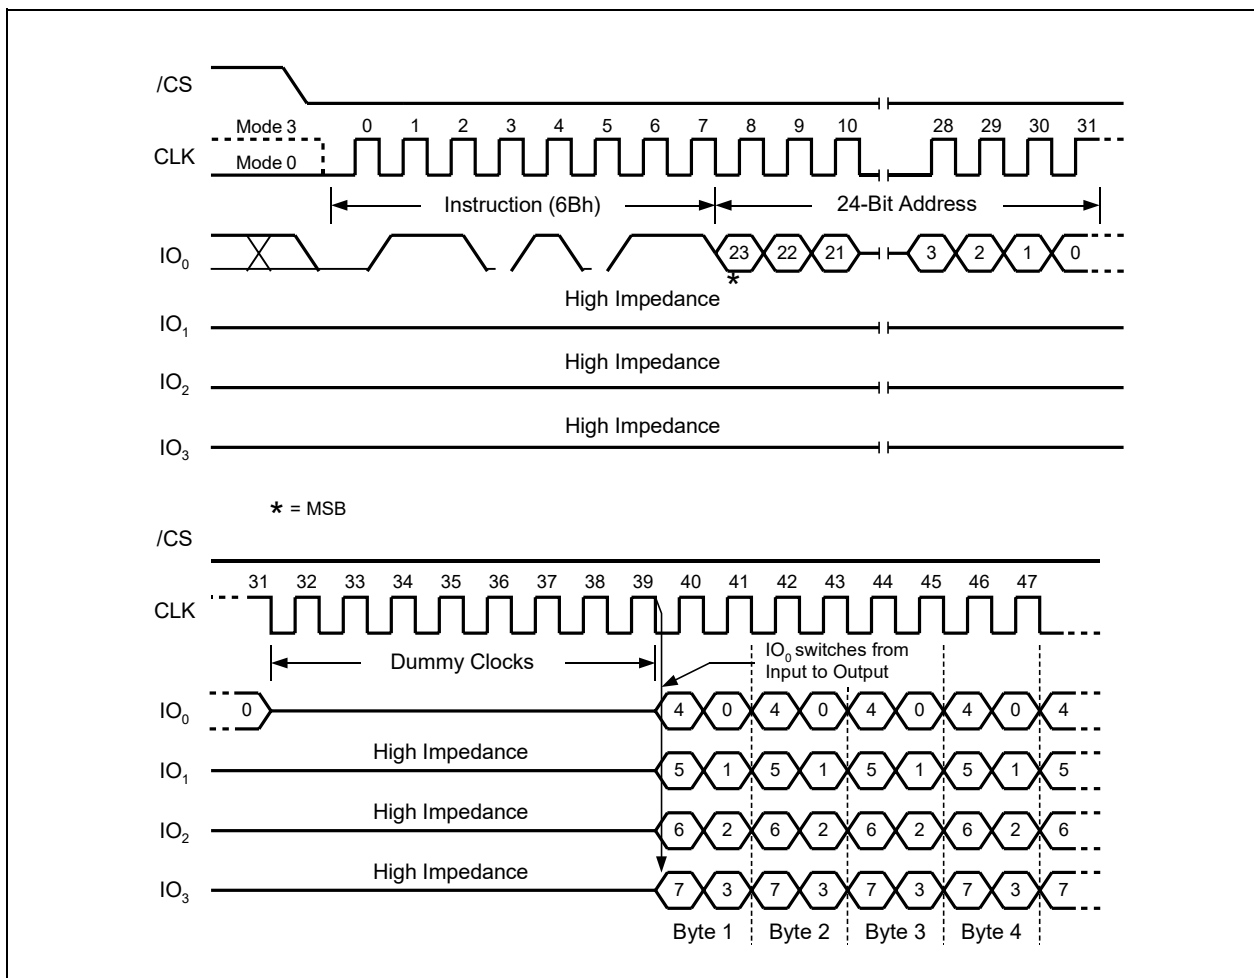 /CS
Mode 3 0 1 2 3 4 5 6 7 8 9 10 28 29 30 31
CLK
Mode 0
Instruction (6Bh) 24-Bit Address
IO0 23 22 21 3 2 1 0
*
High Impedance
IO1
High Impedance
IO2
High Impedance
IO3
* = MSB
/CS
31 32 33 34 35 36 37 38 39 40 41 42 43 44 45 46 47
CLK
Dummy Clocks
IO0 switches from
Input to Output
IO0 0 4 0 4 0 4 0 4 0 4
High Impedance
IO1 5 1 5 1 5 1 5 1 5
High Impedance
IO2 6 2 6 2 6 2 6 2 6
High Impedance
IO3 7 3 7 3 7 3 7 3 7
Byte 1 Byte 2 Byte 3 Byte 4